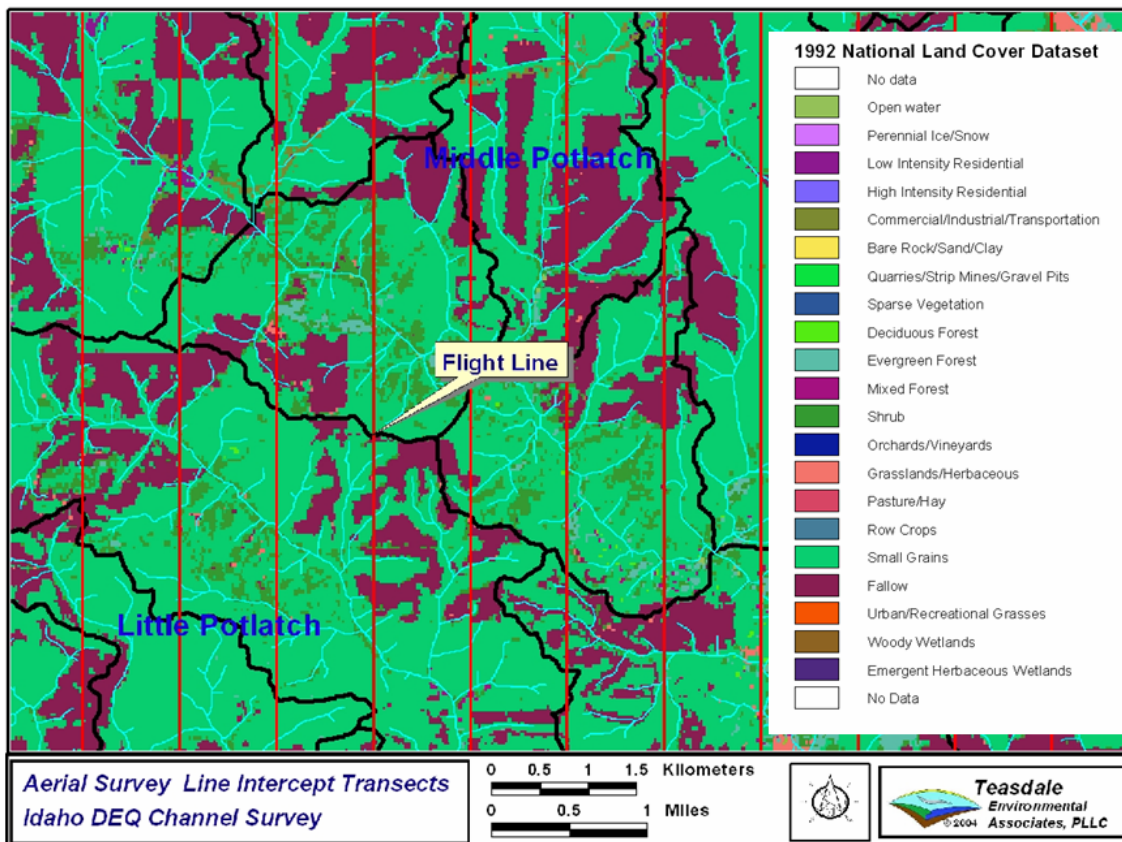 1992 National Land Cover Dataset
No data
Open water
Perennial Ice/Snow
Low Intensity Residential
High Intensity Residential
Commercial/Industrial/Transportation
Bare Rock/Sand/Clay
Quarries/Strip Mines/Gravel Pits
Sparse Vegetation
Deciduous Forest
Evergreen Forest
Mixed Forest
Shrub
Orchards/Vineyards
Grasslands/Herbaceous
Pasture/Hay
Row Crops
Small Grains
Fallow
Urban/Recreational Grasses
Woody Wetlands
Emergent Herbaceous Wetlands
No Data
Middle Potlatch
Flight Line
Little Potlatch
Aerial Survey Line Intercept Transects
Idaho DEQ Channel Survey
0 0.5 1 1.5 Kilometers
0 0.5 1 Miles
Teasdale
Environmental
© 2004 Associates, PLLC